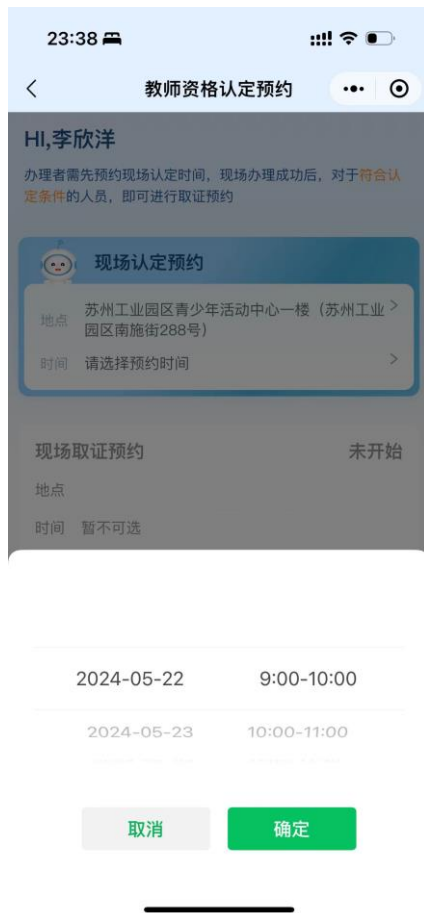 23:38
教师资格认定预约
HI,李欣洋
办理者需先预约现场认定时间，现场办理成功后，对于符合认
定条件的人员，即可进行取证预约
现场认定预约
地点 苏州工业园区青少年活动中心一楼（苏州工业
园区南施街288号）
时间 请选择预约时间
现场取证预约 未开始
地点
时间 暂不可选
2024-05-22 9:00-10:00
2024-05-23 10:00-11:00
取消 确定